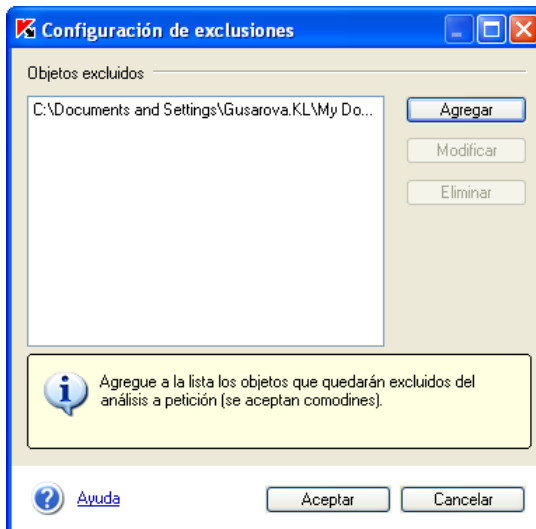 Configuración de exclusiones
Objetos excluidos
C:\Documents and Settings\Gusarova.KL\My Do...
Agregar
Modificar
Eliminar
Agregue a la lista los objetos que quedarán excluidos del
análisis a petición (se aceptan comodines).
Ayuda
Aceptar
Cancelar